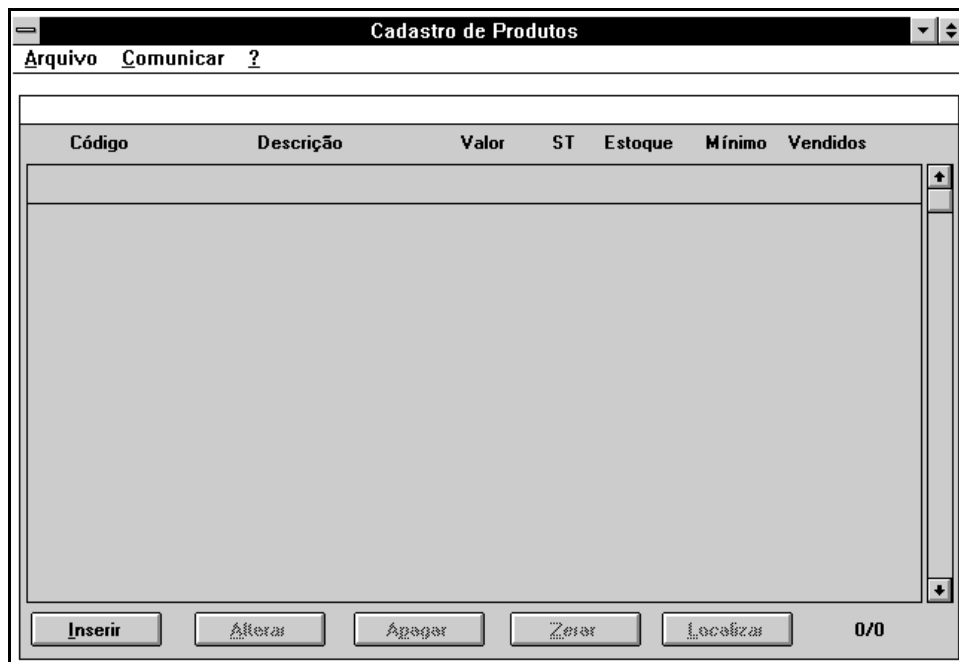 Cadastro de Produtos
Arquivo Comunicar ?
Código Descrição Valor ST Estoque Mínimo Vendidos
Inserir Alterar Apagar Zerar Localizar 0/0